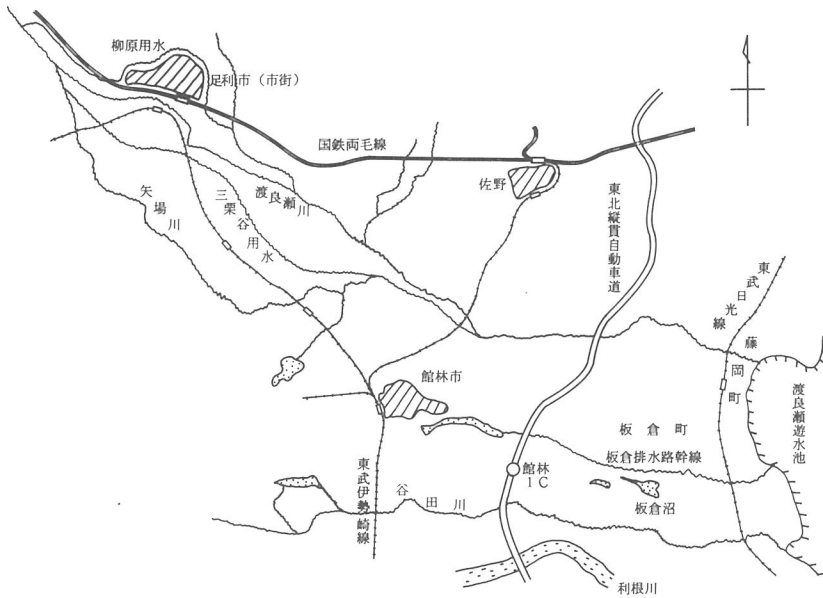 柳原用水
足利市（市街）
国鉄両毛線
佐野
東北縦貫自動車道
矢場川
三栗谷用水
渡良瀬川
東武日光線
藤岡町
渡良瀬遊水池
館林市
板倉町
板倉排水路幹線
館林
1C
板倉沼
谷田川
東武伊勢崎線
利根川